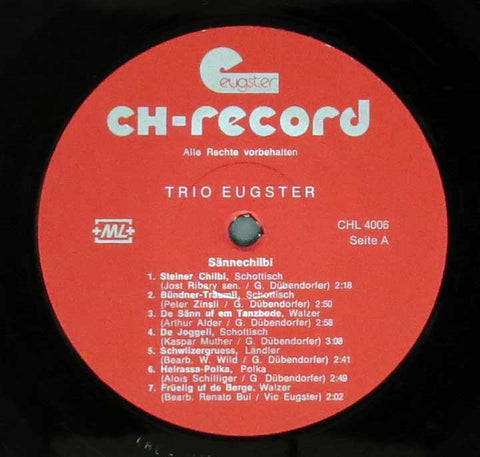 eugster
CH-record
Alle Rechte vorbehalten
TRIO EUGSTER
+ML+
CHL 4006
Seite A
Sännechilbi
1. Steiner Chilbi, Schottisch
(Jost Ribary sen. / G. Dübendorfer) 2:18
2. Bündner-Träumli, Schottisch
(Peter Zinsli / G. Dübendorfer) 2:50
3. De Sänn uf em Tanzbode, Walzer
(Arthur Alder / G. Dübendorfer) 2:58
4. De Joggeli, Schottisch
(Kaspar Muther / G. Dübendorfer) 3:08
5. Schwiizergruess, Ländler
(Bearb. W. Wild / G. Dübendorfer) 2:41
6. Heirassa-Polka, Polka
(Alois Schilliger / G. Dübendorfer) 2:49
7. Früelig uf de Berge, Walzer
(Bearb. Renato Bui / Vic Eugster) 2:02